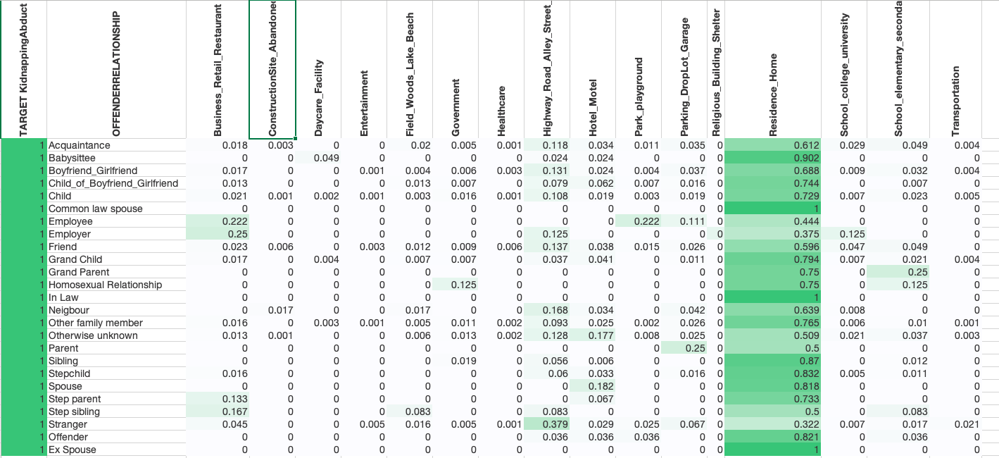 TARGET KidnappingAbduct OFFENDERRELATIONSHIP Business_Retail_Restaurant ConstructionSite_Abandoned Daycare_Facility Entertainment Field_Woods_Lake_Beach Government Healthcare Highway_Road_Alley_Street_ Hotel_Motel Park_playground Parking_DropLot_Garage Religious_Building_Shelter Residence_Home School_college_university School_elementary_seconda Transportation
1 Acquaintance 0.018 0.003 0 0 0.02 0.005 0.001 0.118 0.034 0.011 0.035 0 0.612 0.029 0.049 0.004
1 Babysittee 0 0 0.049 0 0 0 0 0.024 0.024 0 0 0 0.902 0 0 0
1 Boyfriend_Girlfriend 0.017 0 0 0.001 0.004 0.006 0.003 0.131 0.024 0.004 0.037 0 0.688 0.009 0.032 0.004
1 Child_of_Boyfriend_Girlfriend 0.013 0 0 0 0.013 0.007 0 0.079 0.062 0.007 0.016 0 0.744 0 0.007 0
1 Child 0.021 0.001 0.002 0.001 0.003 0.016 0.001 0.108 0.019 0.003 0.019 0 0.729 0.007 0.023 0.005
1 Common law spouse 0 0 0 0 0 0 0 0 0 0 0 0 1 0 0 0
1 Employee 0.222 0 0 0 0 0 0 0 0 0.222 0.111 0 0.444 0 0 0
1 Employer 0.25 0 0 0 0 0 0 0.125 0 0 0 0 0.375 0.125 0 0
1 Friend 0.023 0.006 0 0.003 0.012 0.009 0.006 0.137 0.038 0.015 0.026 0 0.596 0.047 0.049 0
1 Grand Child 0.017 0 0.004 0 0.007 0.007 0 0.037 0.041 0 0.011 0 0.794 0.007 0.021 0.004
1 Grand Parent 0 0 0 0 0 0 0 0 0 0 0 0 0.75 0 0.25 0
1 Homosexual Relationship 0 0 0 0 0 0.125 0 0 0 0 0 0 0.75 0 0.125 0
1 In Law 0 0 0 0 0 0 0 0 0 0 0 0 1 0 0 0
1 Neigbour 0 0.017 0 0 0.017 0 0 0.168 0.034 0 0.042 0 0.639 0.008 0 0
1 Other family member 0.016 0 0.003 0.001 0.005 0.011 0.002 0.093 0.025 0.002 0.026 0 0.765 0.006 0.01 0.001
1 Otherwise unknown 0.013 0.001 0 0 0.006 0.013 0.002 0.128 0.177 0.008 0.025 0 0.509 0.021 0.037 0.003
1 Parent 0 0 0 0 0 0 0 0 0 0 0.25 0 0.5 0 0 0
1 Sibling 0 0 0 0 0 0.019 0 0.056 0.006 0 0 0 0.87 0 0.012 0
1 Stepchild 0.016 0 0 0 0 0 0 0.06 0.033 0 0.016 0 0.832 0.005 0.011 0
1 Spouse 0 0 0 0 0 0 0 0 0.182 0 0 0 0.818 0 0 0
1 Step parent 0.133 0 0 0 0 0 0 0 0.067 0 0 0 0.733 0 0 0
1 Step sibling 0.167 0 0 0 0.083 0 0 0.083 0 0 0 0 0.5 0 0.083 0
1 Stranger 0.045 0 0 0.005 0.016 0.005 0.001 0.379 0.029 0.025 0.067 0 0.322 0.007 0.017 0.021
1 Offender 0 0 0 0 0 0 0 0.036 0.036 0.036 0 0 0.821 0 0.036 0
1 Ex Spouse 0 0 0 0 0 0 0 0 0 0 0 0 1 0 0 0